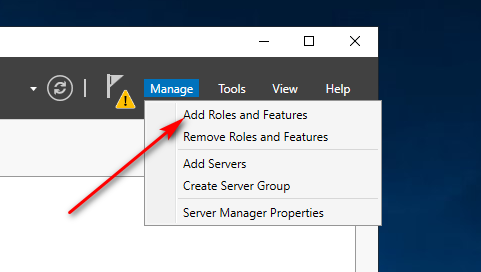 Manage Tools View Help
Add Roles and Features
Remove Roles and Features
Add Servers
Create Server Group
Server Manager Properties